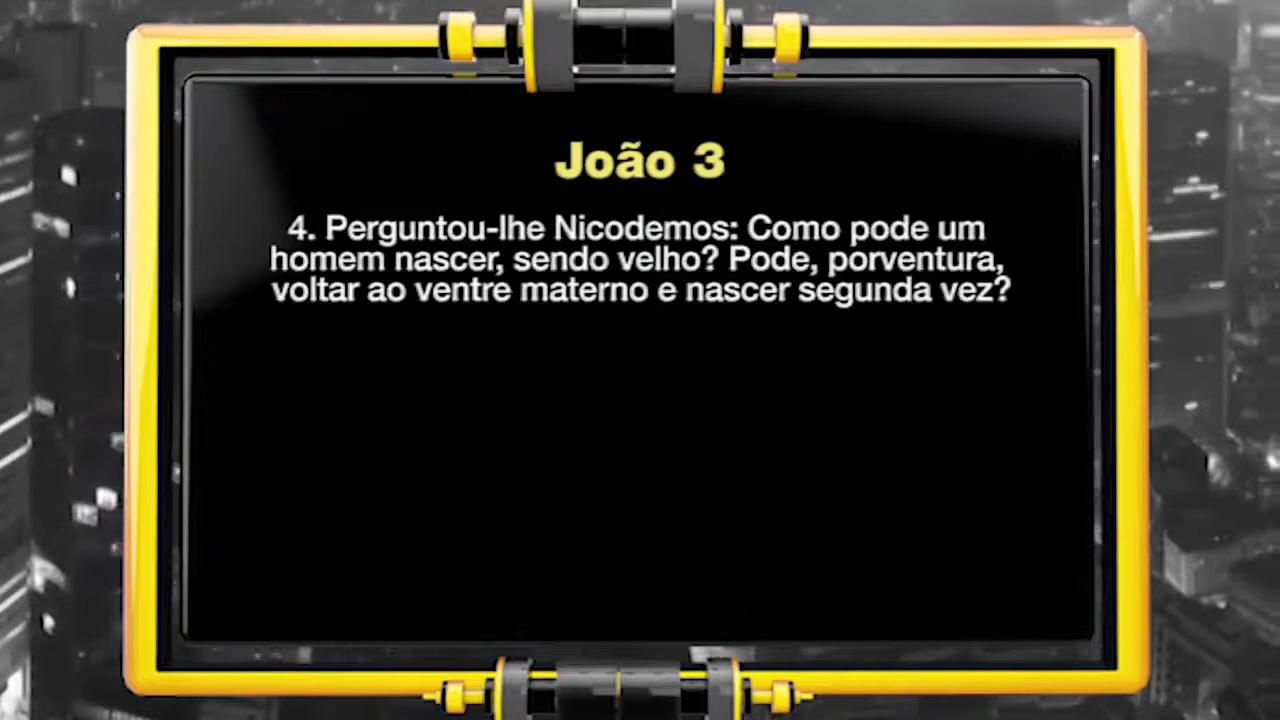 João 3
4. Perguntou-lhe Nicodemos: Como pode um
homem nascer, sendo velho? Pode, porventura,
voltar ao ventre materno e nascer segunda vez?